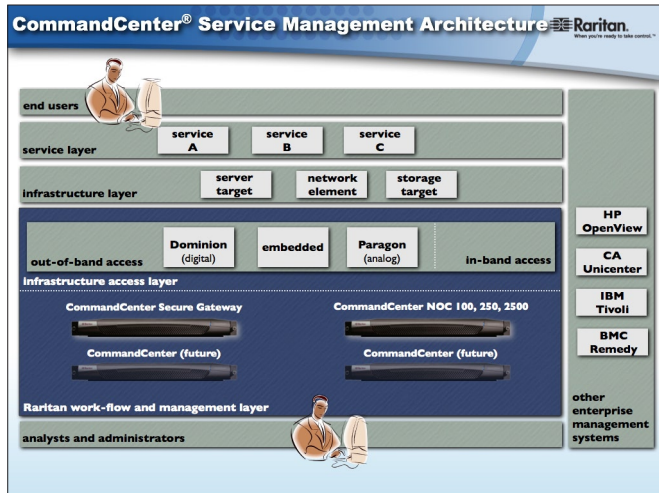 CommandCenter® Service Management Architecture
Raritan.
When you're ready to take control.™
end users
service layer
service
A
service
B
service
C
infrastructure layer
server
target
network
element
storage
target
out-of-band access
Dominion
(digital)
embedded
Paragon
(analog)
in-band access
infrastructure access layer
CommandCenter Secure Gateway
CommandCenter NOC 100, 250, 2500
CommandCenter (future)
CommandCenter (future)
Raritan work-flow and management layer
analysts and administrators
HP
OpenView
CA
Unicenter
IBM
Tivoli
BMC
Remedy
other
enterprise
management
systems